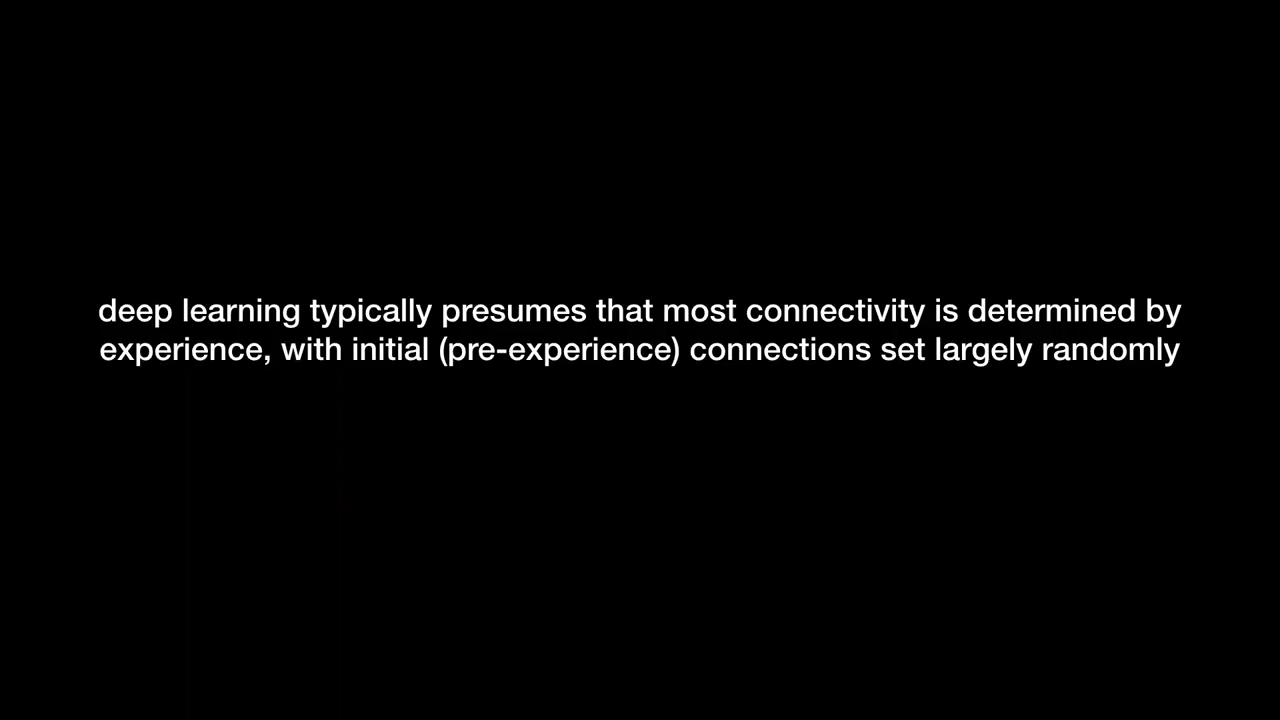 deep learning typically presumes that most connectivity is determined by
experience, with initial (pre-experience) connections set largely randomly